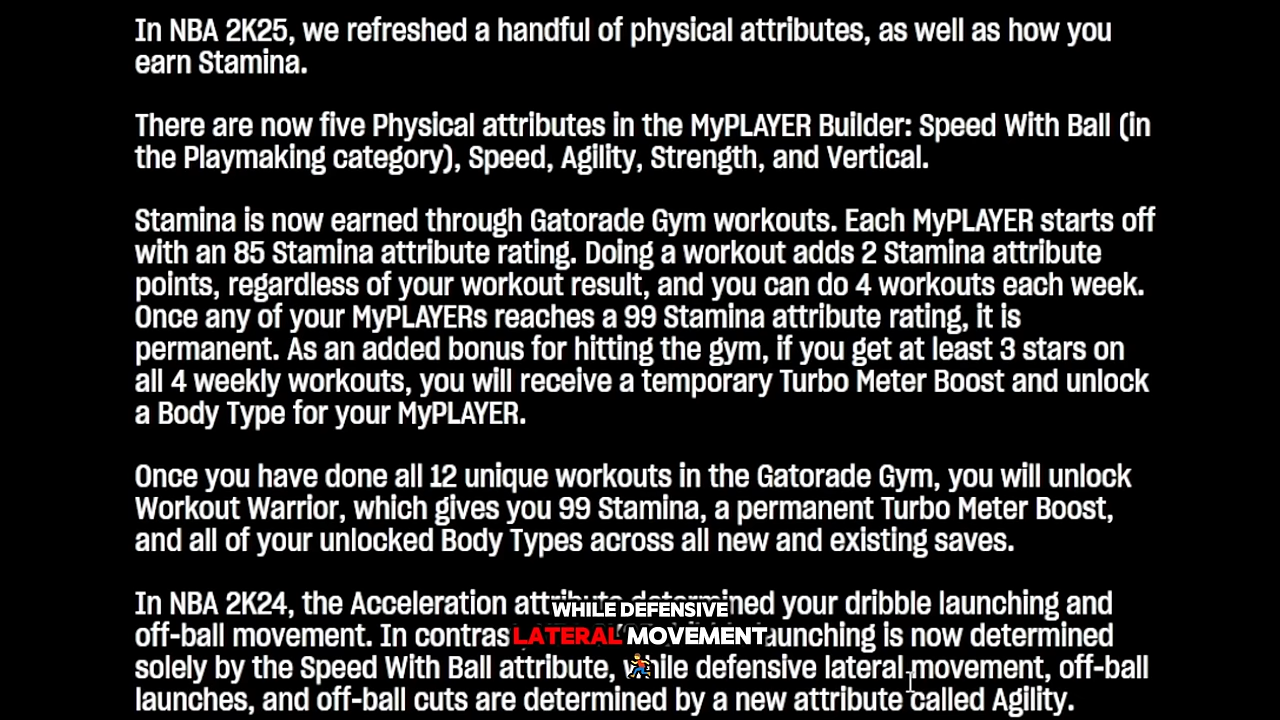 In NBA 2K25, we refreshed a handful of physical attributes, as well as how you
earn Stamina.
There are now five Physical attributes in the MyPLAYER Builder: Speed With Ball (in
the Playmaking category), Speed, Agility, Strength, and Vertical.
Stamina is now earned through Gatorade Gym workouts. Each MyPLAYER starts off
with an 85 Stamina attribute rating. Doing a workout adds 2 Stamina attribute
points, regardless of your workout result, and you can do 4 workouts each week.
Once any of your MyPLAYERs reaches a 99 Stamina attribute rating, it is
permanent. As an added bonus for hitting the gym, if you get at least 3 stars on
all 4 weekly workouts, you will receive a temporary Turbo Meter Boost and unlock
a Body Type for your MyPLAYER.
Once you have done all 12 unique workouts in the Gatorade Gym, you will unlock
Workout Warrior, which gives you 99 Stamina, a permanent Turbo Meter Boost,
and all of your unlocked Body Types across all new and existing saves.
In NBA 2K24, the Acceleration attribute determined your dribble launching and
WHILE DEFENSIVE
off-ball movement. In contras launching is now determined
LATERAL MOVEMENT
solely by the Speed With Ball attribute, while defensive lateral movement, off-ball
launches, and off-ball cuts are determined by a new attribute called Agility.